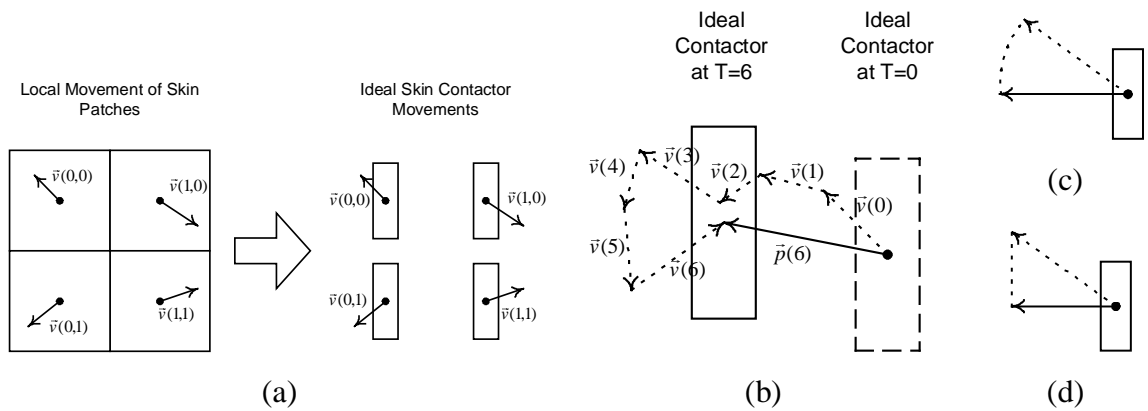 Local Movement of Skin
Patches
v⃗(0,0)
v⃗(1,0)
v⃗(0,1)
v⃗(1,1)
Ideal Skin Contactor
Movements
v⃗(0,0)
v⃗(1,0)
v⃗(0,1)
v⃗(1,1)
(a)
Ideal
Contactor
at T=6
Ideal
Contactor
at T=0
v⃗(4)
v⃗(3)
v⃗(2)
v⃗(1)
v⃗(0)
v⃗(5)
v⃗(6)
p⃗(6)
(b)
(c)
(d)